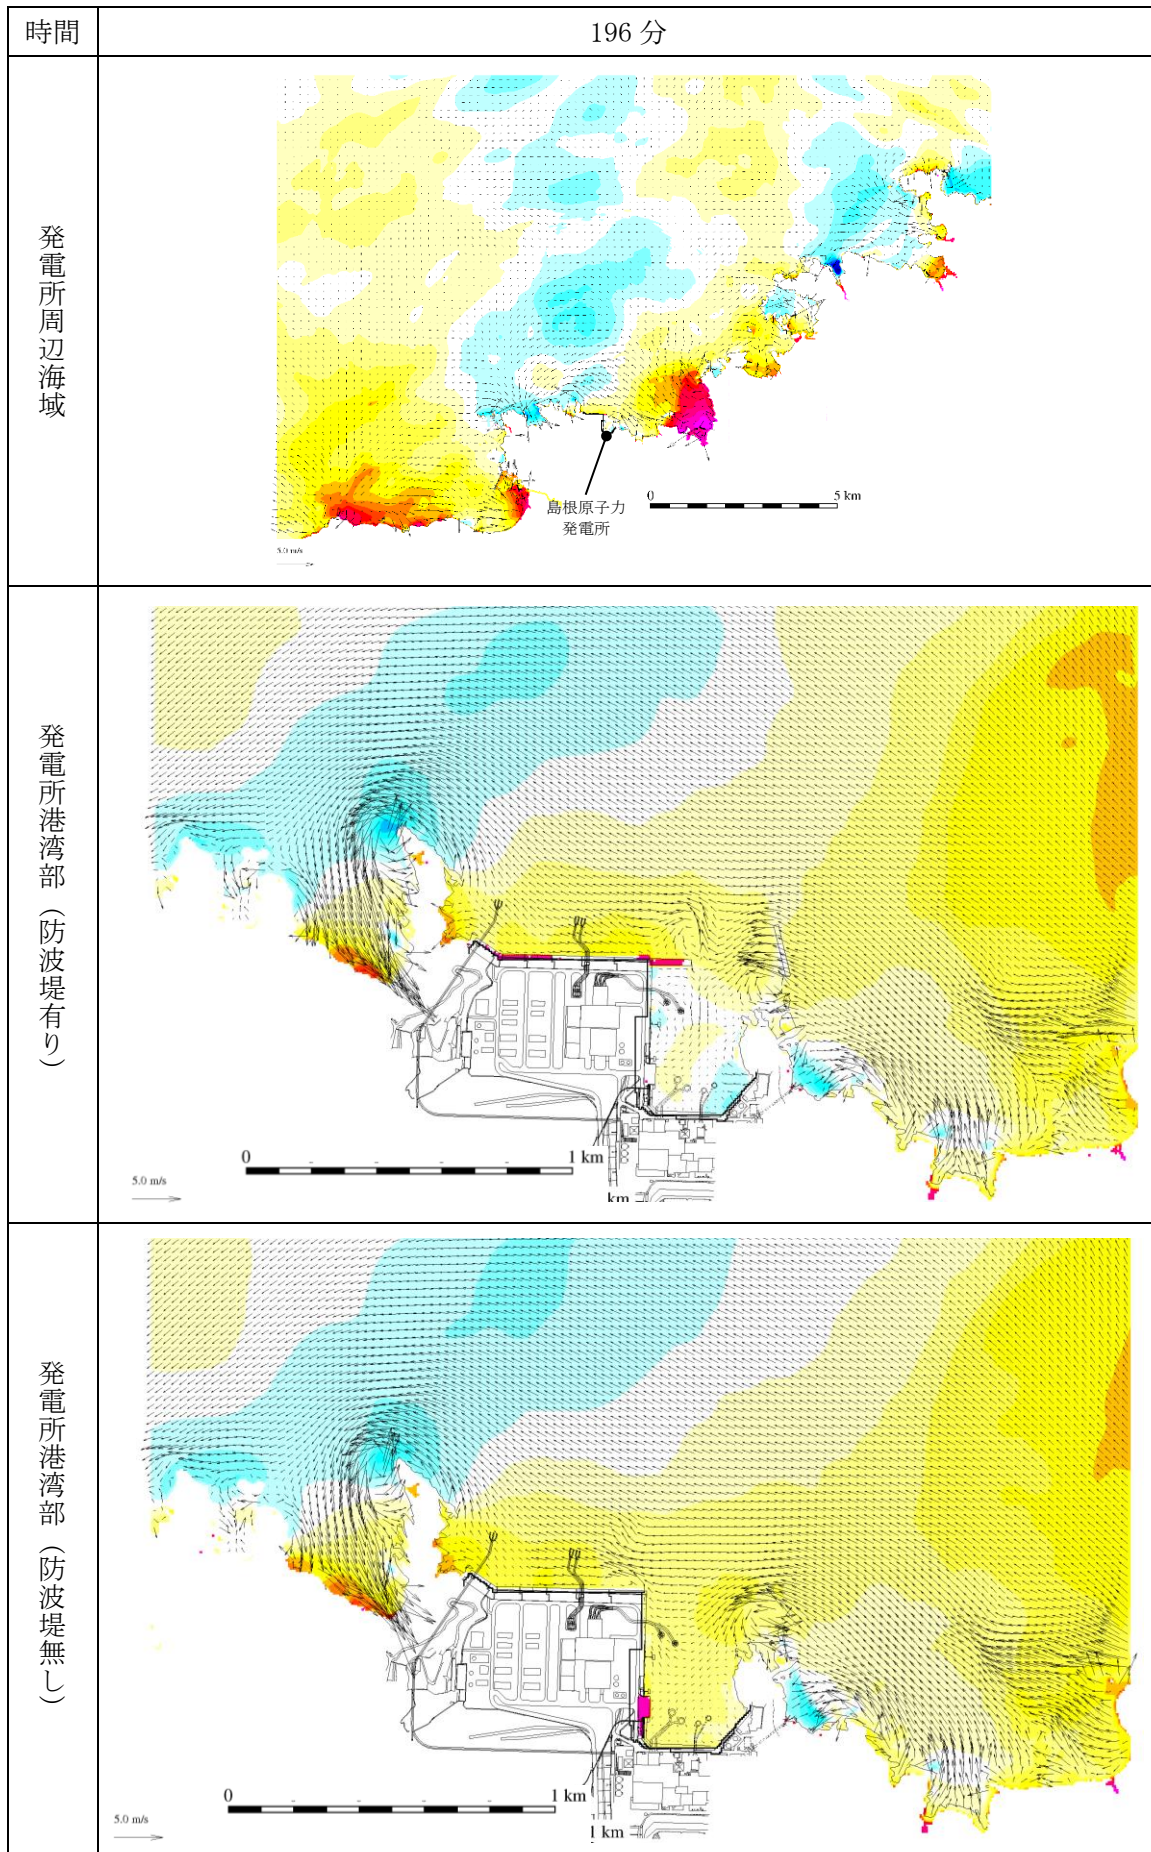 時間
196 分
発電所周辺海域
島根原子力
発電所
0 5 km
5.0 m/s
発電所港湾部（防波堤有り）
0 1 km
5.0 m/s
km
発電所港湾部（防波堤無し）
0 1 km
5.0 m/s
1 km